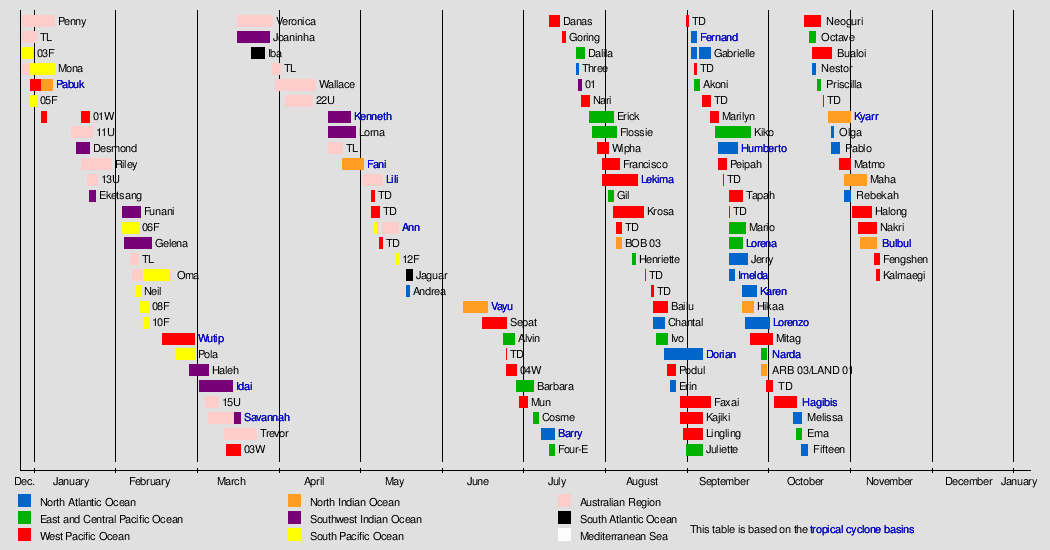 Penny
TL
03F
Mona
Pabuk
05F
01W
11U
Desmond
Riley
13U
Eketsang
Funani
06F
Gelena
TL
Oma
Neil
08F
10F
Wutip
Pola
Haleh
Idai
15U
Savannah
Trevor
03W
Veronica
Joaninha
Iba
TL
Wallace
22U
Kenneth
Lorna
TL
Fani
Lili
TD
TD
Ann
TD
12F
Jaguar
Andrea
Vayu
Sepat
Alvin
TD
04W
Barbara
Mun
Cosme
Barry
Four-E
Danas
Goring
Dalila
Three
01
Nari
Erick
Flossie
Wipha
Francisco
Lekima
Gil
Krosa
TD
BOB 03
Henriette
TD
TD
Bailu
Chantal
Ivo
Dorian
Podul
Erin
Faxai
Kajiki
Lingling
Juliette
TD
Fernand
Gabrielle
TD
Akoni
TD
Marilyn
Kiko
Humberto
Peipah
TD
Tapah
TD
Mario
Lorena
Jerry
Imelda
Karen
Hikaa
Lorenzo
Mitag
Narda
ARB 03/LAND 01
TD
Hagibis
Melissa
Ema
Fifteen
Neoguri
Octave
Bualoi
Nestor
Priscilla
TD
Kyarr
Olga
Pablo
Matmo
Maha
Rebekah
Halong
Nakri
Bulbul
Fengshen
Kalmaegi
Dec. January February March April May June July August September October November December January
North Atlantic Ocean
East and Central Pacific Ocean
West Pacific Ocean
North Indian Ocean
Southwest Indian Ocean
South Pacific Ocean
Australian Region
South Atlantic Ocean
Mediterranean Sea
This table is based on the tropical cyclone basins